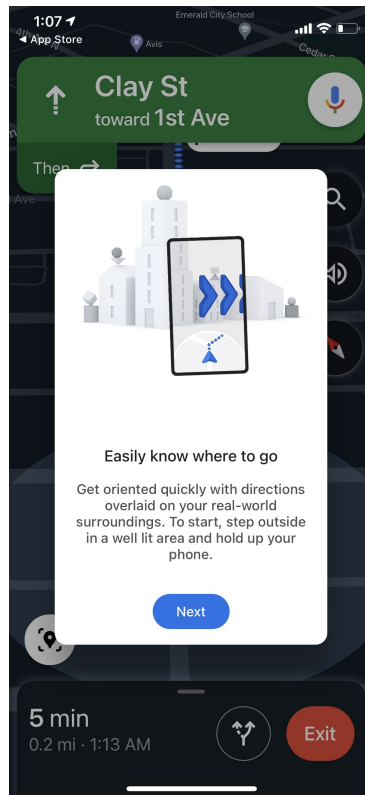 1:07
Emerald City School
◀ App Store
Avis
Clay St
toward 1st Ave
Then
Ave
Easily know where to go
Get oriented quickly with directions
overlaid on your real-world
surroundings. To start, step outside
in a well lit area and hold up your
phone.
Next
5 min
0.2 mi · 1:13 AM
Exit